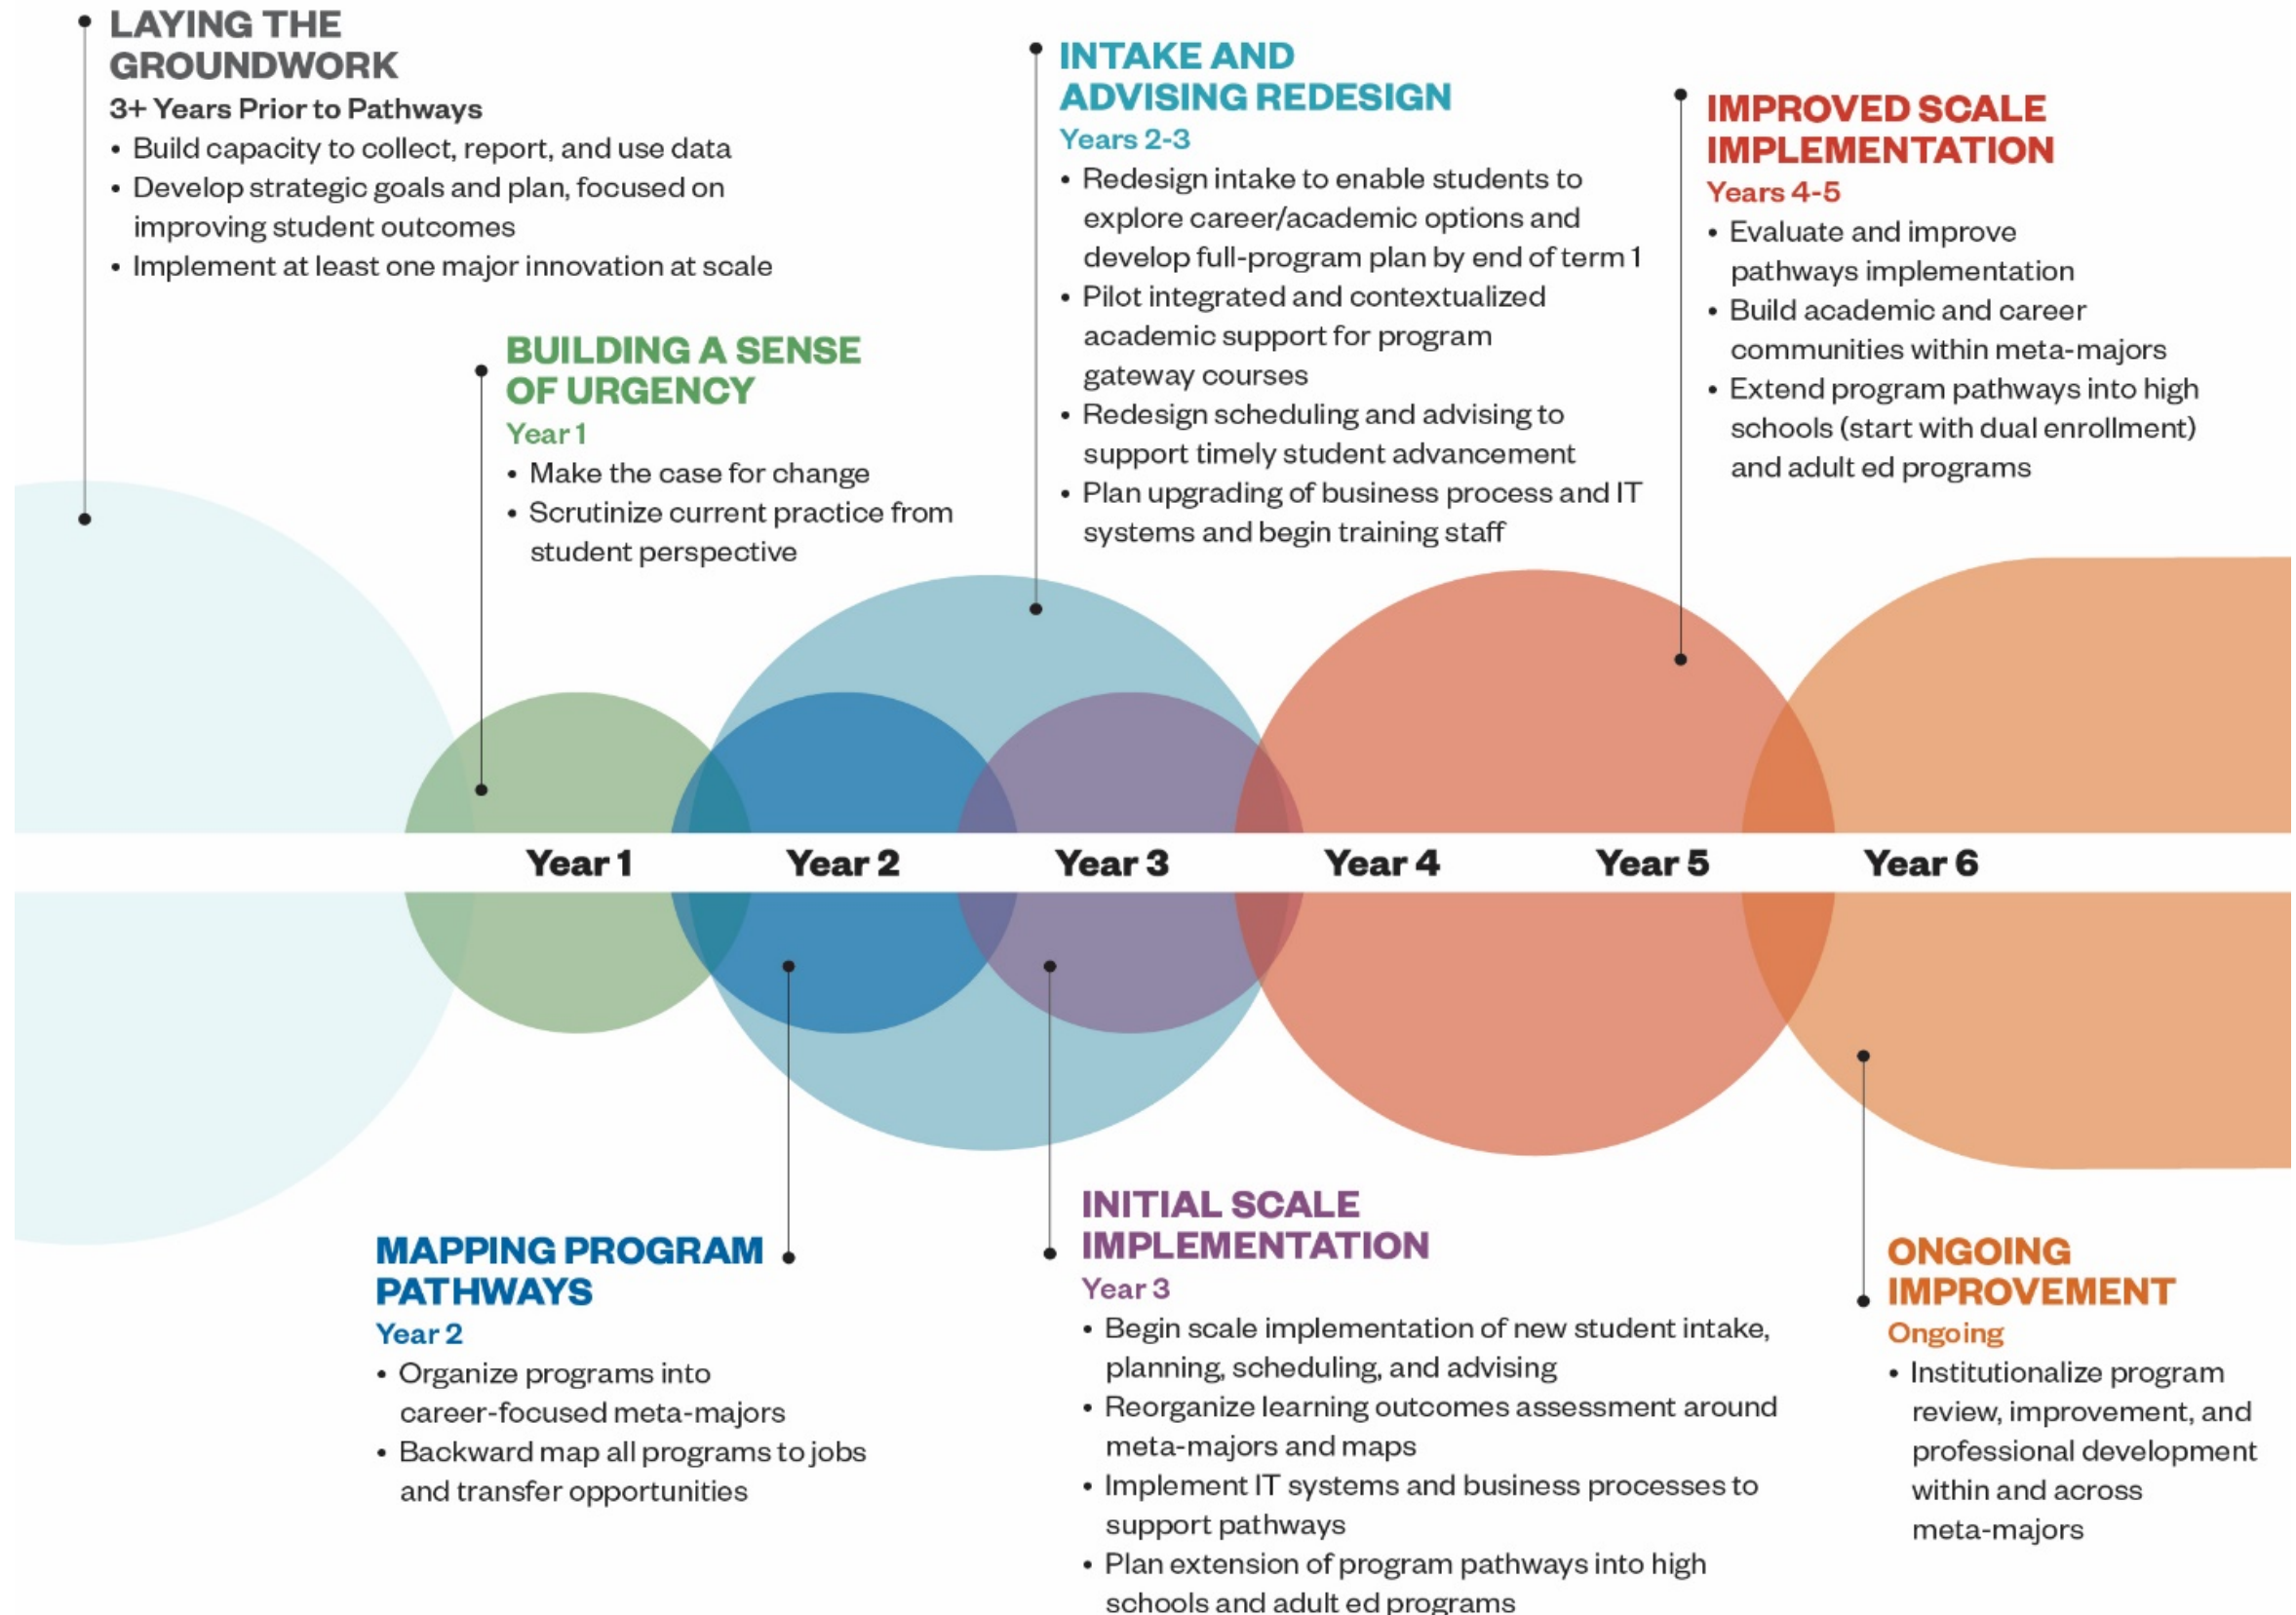 LAYING THE
GROUNDWORK
3+ Years Prior to Pathways
• Build capacity to collect, report, and use data
• Develop strategic goals and plan, focused on
improving student outcomes
• Implement at least one major innovation at scale
BUILDING A SENSE
OF URGENCY
Year 1
• Make the case for change
• Scrutinize current practice from
student perspective
INTAKE AND
ADVISING REDESIGN
Years 2-3
• Redesign intake to enable students to
explore career/academic options and
develop full-program plan by end of term 1
• Pilot integrated and contextualized
academic support for program
gateway courses
• Redesign scheduling and advising to
support timely student advancement
• Plan upgrading of business process and IT
systems and begin training staff
IMPROVED SCALE
IMPLEMENTATION
Years 4-5
• Evaluate and improve
pathways implementation
• Build academic and career
communities within meta-majors
• Extend program pathways into high
schools (start with dual enrollment)
and adult ed programs
Year 1 Year 2 Year 3 Year 4 Year 5 Year 6
MAPPING PROGRAM
PATHWAYS
Year 2
• Organize programs into
career-focused meta-majors
• Backward map all programs to jobs
and transfer opportunities
INITIAL SCALE
IMPLEMENTATION
Year 3
• Begin scale implementation of new student intake,
planning, scheduling, and advising
• Reorganize learning outcomes assessment around
meta-majors and maps
• Implement IT systems and business processes to
support pathways
• Plan extension of program pathways into high
schools and adult ed programs
ONGOING
IMPROVEMENT
Ongoing
• Institutionalize program
review, improvement, and
professional development
within and across
meta-majors